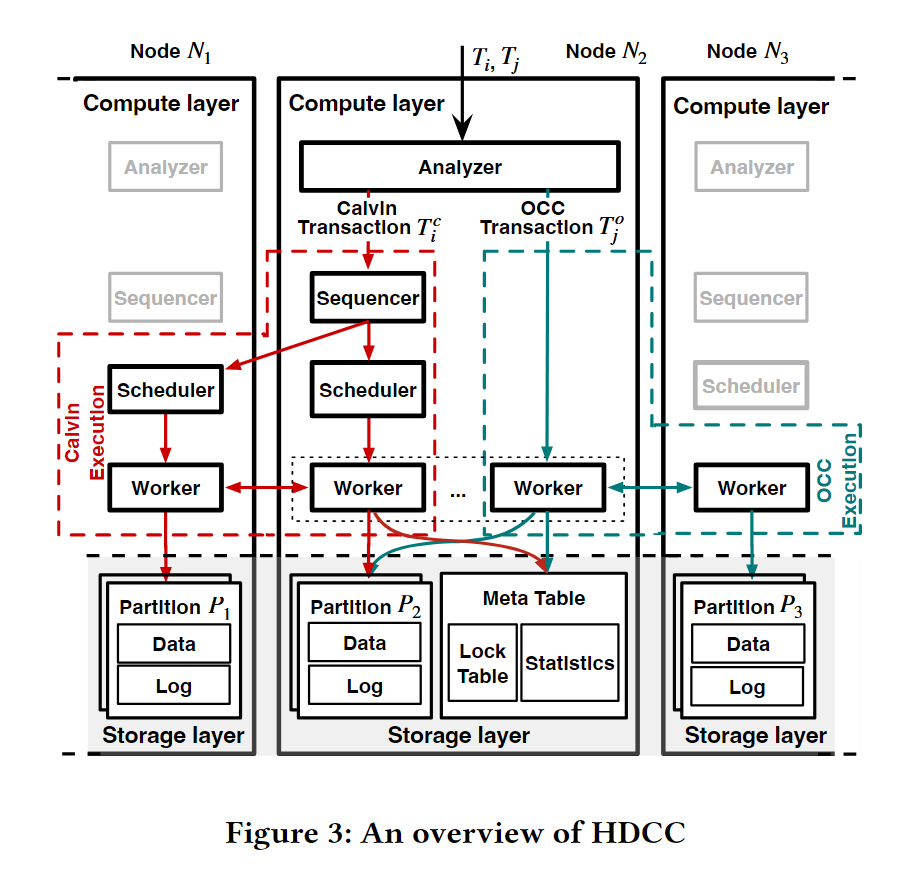 Node N1
Ti, Tj
Node N2
Node N3
Compute layer
Compute layer
Compute layer
Analyzer
Analyzer
Analyzer
Calvin
Transaction Tic
OCC
Transaction Tjo
Sequencer
Sequencer
Sequencer
Scheduler
Scheduler
Scheduler
Calvin
Execution
Worker
Worker
...
Worker
Worker
OCC
Execution
Partition P1
Data
Log
Partition P2
Data
Log
Meta Table
Lock
Table
Statistics
Partition P3
Data
Log
Storage layer
Storage layer
Storage layer
Figure 3: An overview of HDCC